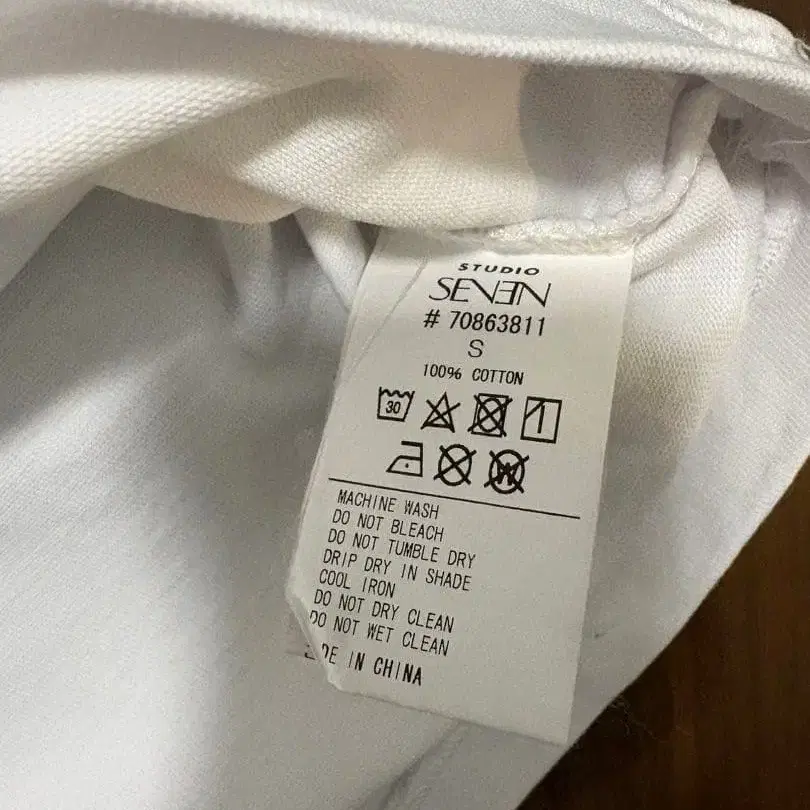 STUDIO
SEVEN
# 70863811
S
100% COTTON
30
W
MACHINE WASH
DO NOT BLEACH
DO NOT TUMBLE DRY
DRIP DRY IN SHADE
COOL IRON
DO NOT DRY CLEAN
DO NOT WET CLEAN
DE IN CHINA